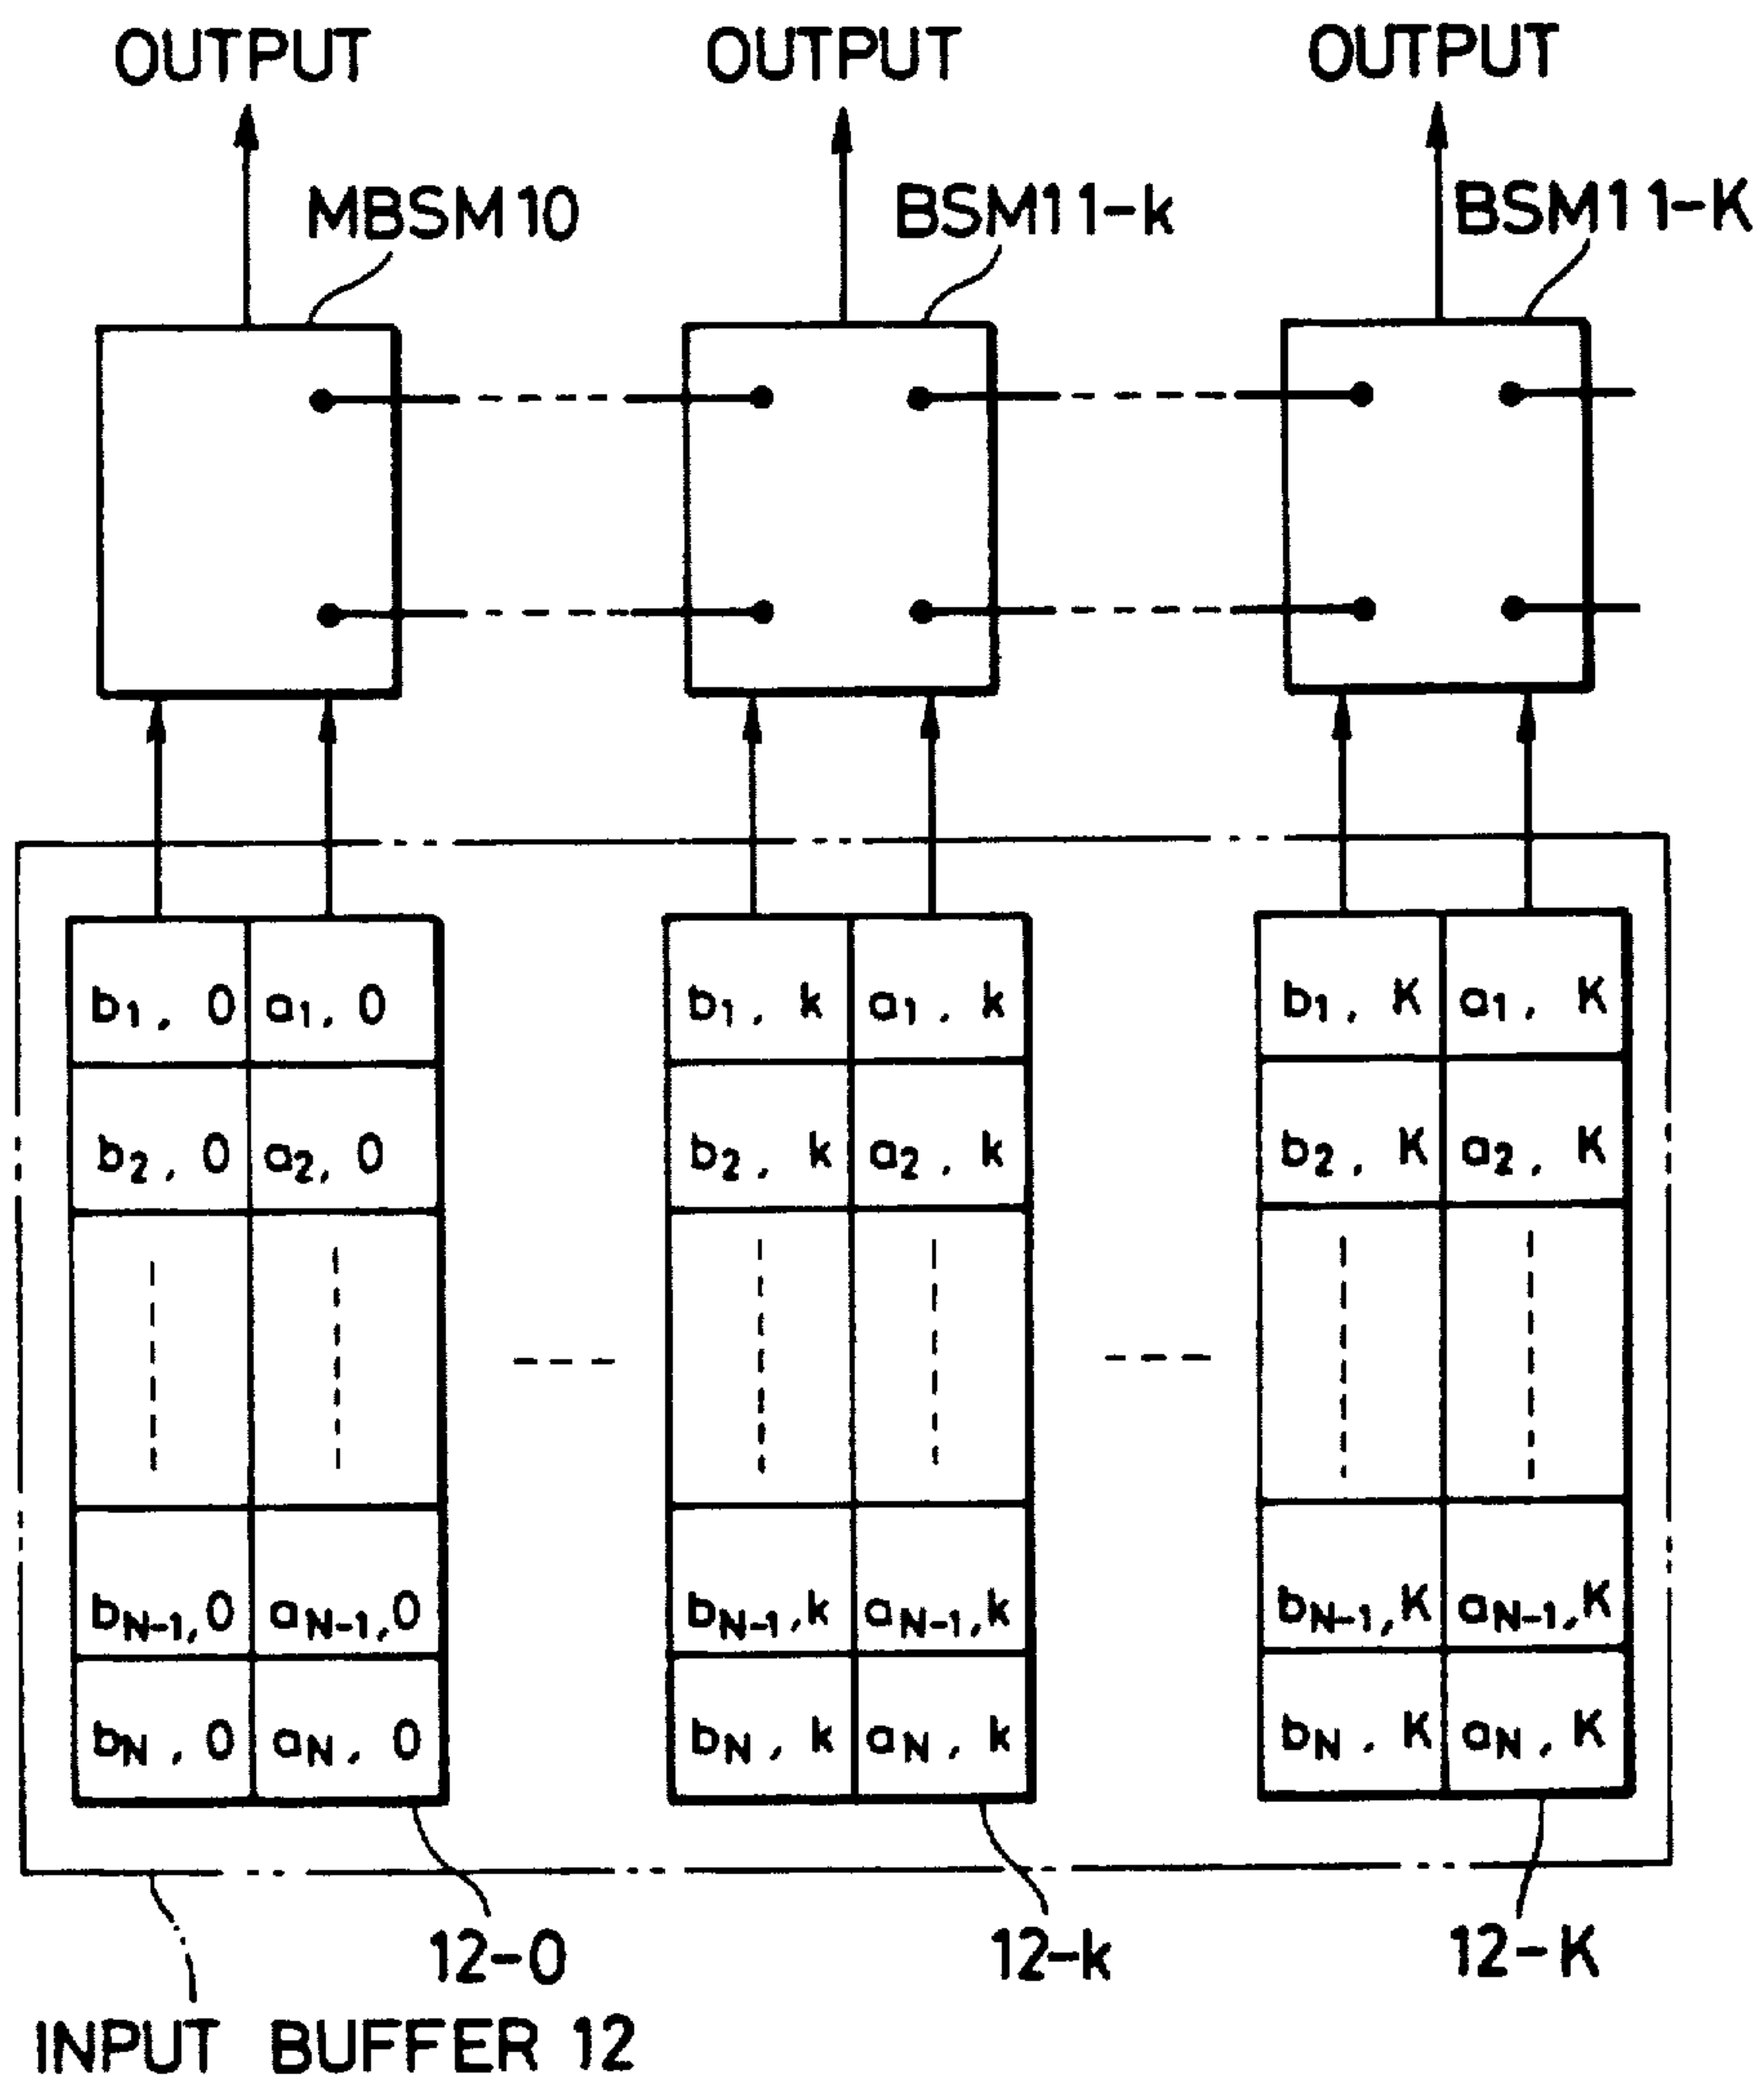 OUTPUT OUTPUT OUTPUT
MBSM10 BSM11-k BSM11-K
b1, 0 a1, 0 b1, k a1, k b1, K a1, K
b2, 0 a2, 0 b2, k a2, k b2, K a2, K
bN-1,0 aN-1,0 bN-1,k aN-1,k bN-1,K aN-1,K
bN, 0 aN, 0 bN, k aN, k bN, K aN, K
12-0 12-k 12-K
INPUT BUFFER 12